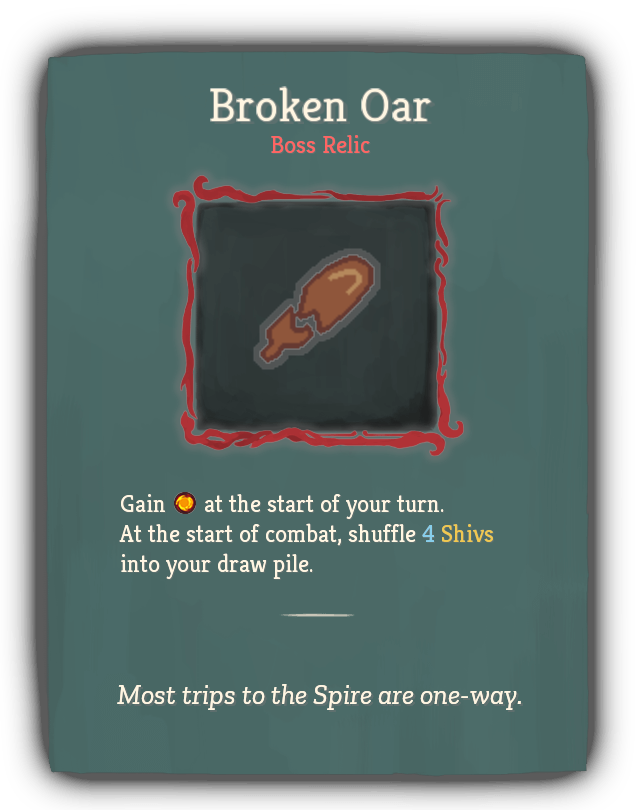 Broken Oar
Boss Relic
Gain at the start of your turn.
At the start of combat, shuffle 4 Shivs
into your draw pile.
Most trips to the Spire are one-way.